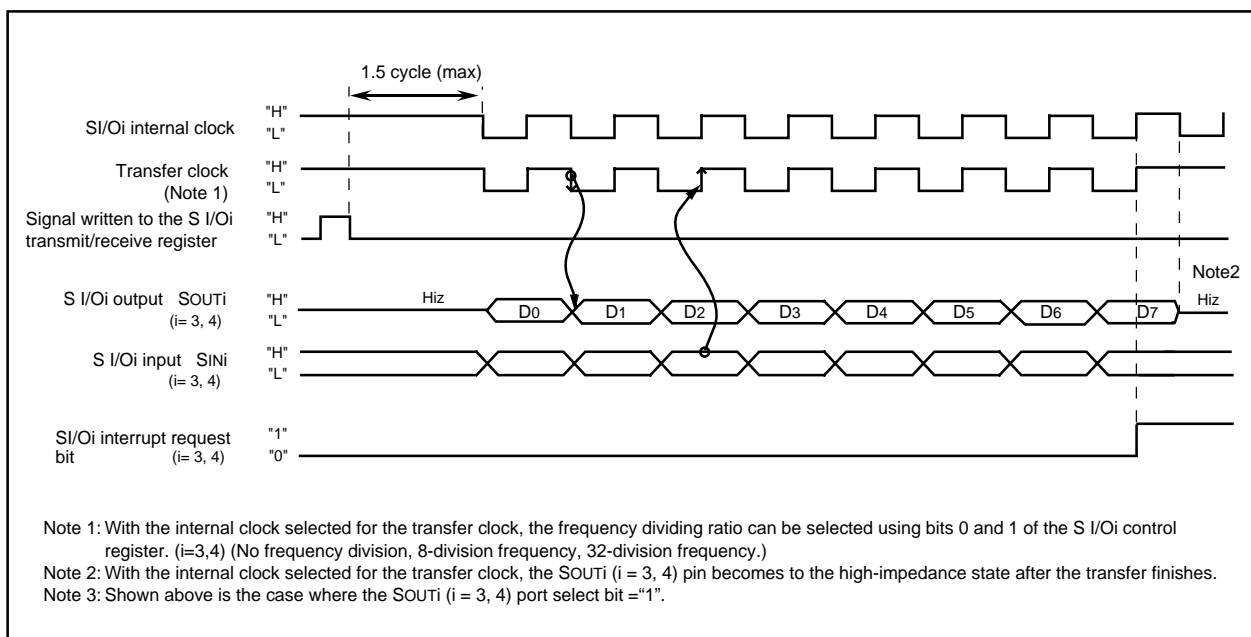 1.5 cycle (max)
SI/Oi internal clock
"H"
"L"
Transfer clock
(Note 1)
"H"
"L"
Signal written to the S I/Oi
transmit/receive register
"H"
"L"
Note2
S I/Oi output SOUTi
(i= 3, 4)
"H"
"L"
Hiz
D0
D1
D2
D3
D4
D5
D6
D7
Hiz
S I/Oi input SINi
(i= 3, 4)
"H"
"L"
SI/Oi interrupt request
bit (i= 3, 4)
"1"
"0"
Note 1: With the internal clock selected for the transfer clock, the frequency dividing ratio can be selected using bits 0 and 1 of the S I/Oi control
register. (i=3,4) (No frequency division, 8-division frequency, 32-division frequency.)
Note 2: With the internal clock selected for the transfer clock, the SOUTi (i = 3, 4) pin becomes to the high-impedance state after the transfer finishes.
Note 3: Shown above is the case where the SOUTi (i = 3, 4) port select bit =“1”.